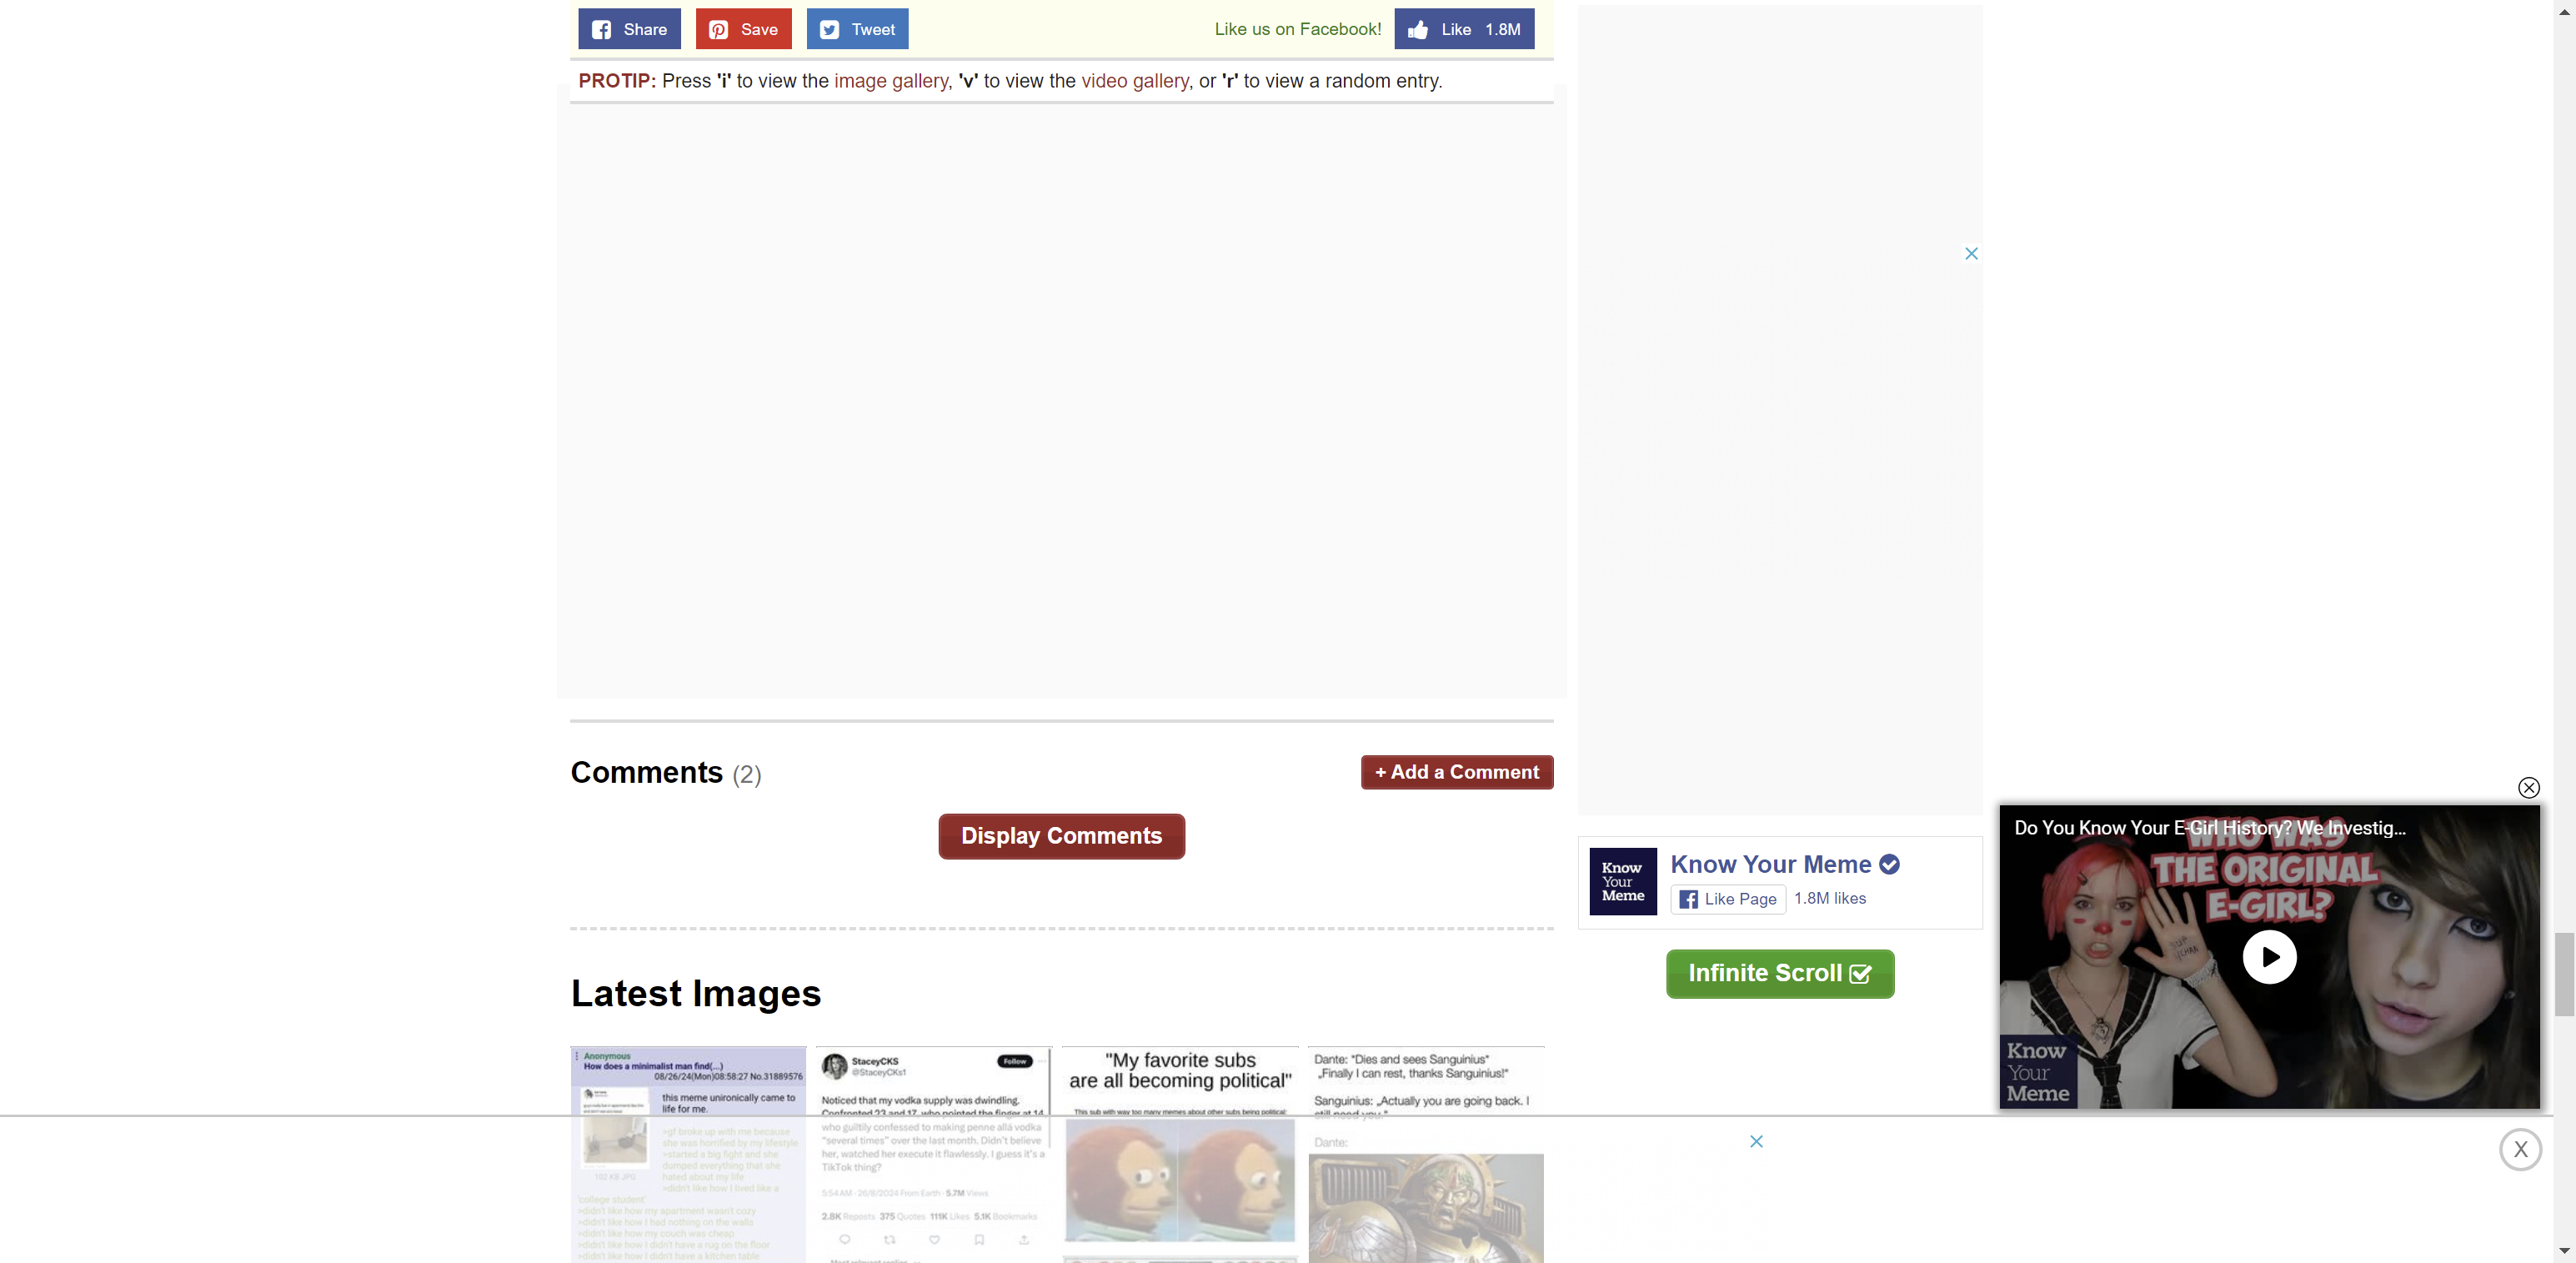 Share
Save
Tweet
Like us on Facebook!
Like 1.8M
PROTIP: Press 'i' to view the image gallery, 'v' to view the video gallery, or 'r' to view a random entry.
Comments (2)
+ Add a Comment
Display Comments
Know
Your
Meme
Know Your Meme
Like Page
1.8M likes
Infinite Scroll
Do You Know Your E-Girl History? We Investig...
WHO WAS
THE ORIGINAL
E-GIRL?
Know
Your
Meme
Latest Images
Anonymous
How does a minimalist man find(...)
08/26/24(Mon)08:58:27 No.31889576
this meme unironically came to
life for me.
>gf broke up with me because
she was horrified by my lifestyle
>started a big fight and she
dumped everything that she
hated about my life
>didn't like how I lived like a
'college student'
>didn't like how my apartment wasn't cozy
>didn't like how I had nothing on the walls
>didn't like how my couch was cheap
>didn't like how I didn't have a rug on the floor
>didn't like how I didn't have a kitchen table
102 KB JPG
StaceyCKS
@StaceyCKs1
Follow
Noticed that my vodka supply was dwindling.
Confronted 23 and 17, who pointed the finger at 14
who guiltily confessed to making penne allá vodka
"several times" over the last month. Didn't believe
her, watched her execute it flawlessly. I guess it's a
TikTok thing?
5:54 AM · 26/8/2024 From Earth · 5.7M Views
2.8K Reposts 375 Quotes 111K Likes 5.1K Bookmarks
Most relevant replies
"My favorite subs
are all becoming political"
This sub with way too many memes about other subs being political:
Dante: "Dies and sees Sanguinius"
„Finally I can rest, thanks Sanguinius!"
Sanguinius: „Actually you are going back. I
still need you."
Dante:
X